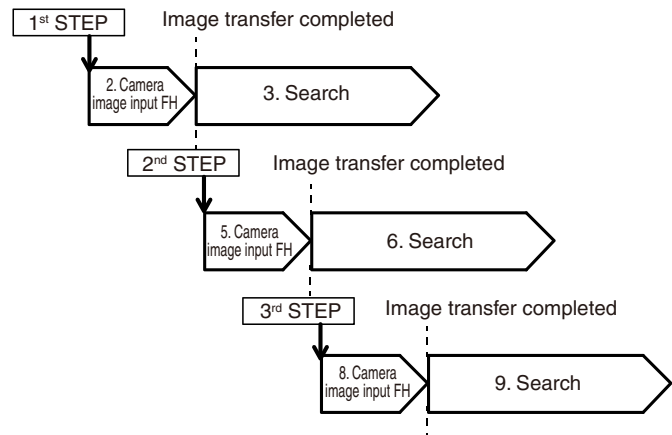 1st STEP
Image transfer completed
2. Camera
image input FH
3. Search
2nd STEP
Image transfer completed
5. Camera
image input FH
6. Search
3rd STEP
Image transfer completed
8. Camera
image input FH
9. Search